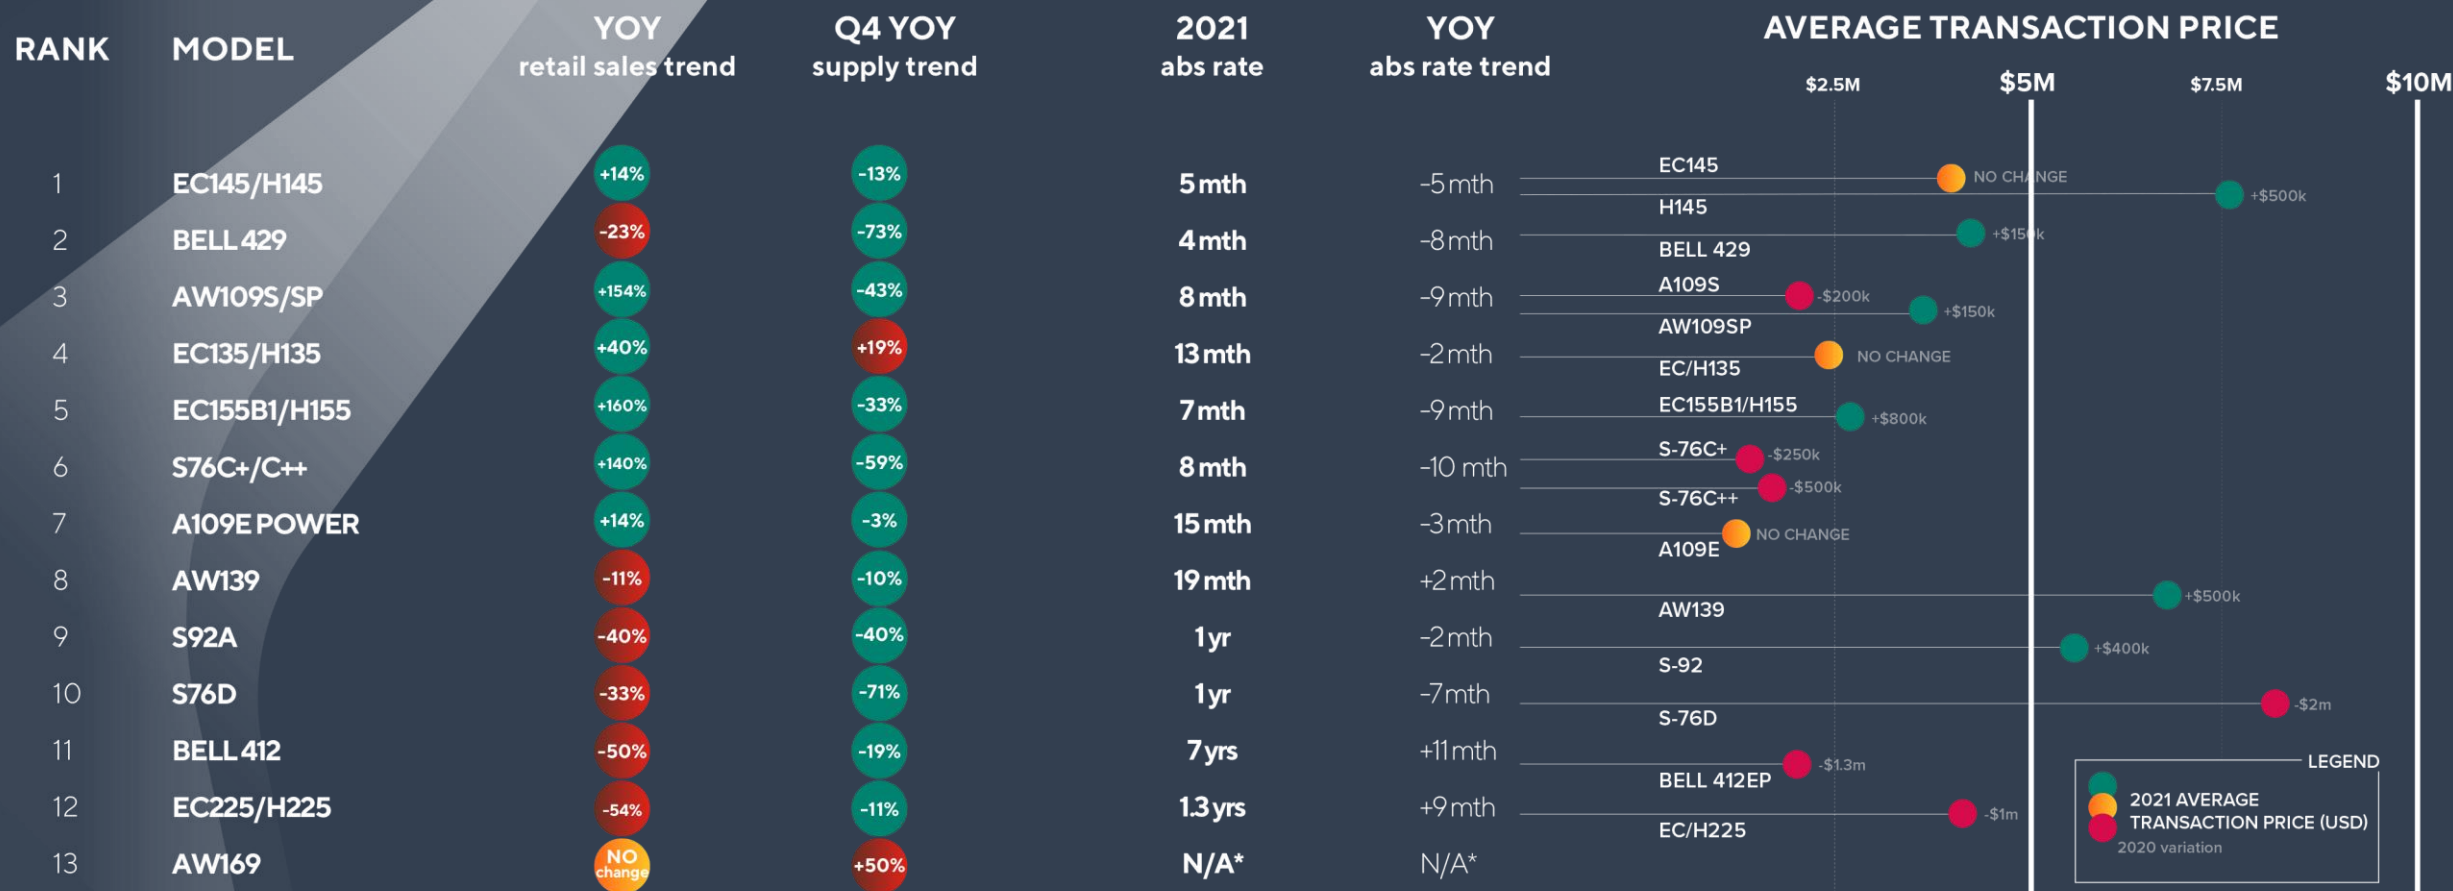 RANK MODEL YOY retail sales trend Q4 YOY supply trend 2021 abs rate YOY abs rate trend AVERAGE TRANSACTION PRICE
$2.5M $5M $7.5M $10M
1 EC145/H145 +14% -13% 5 mth -5 mth EC145 NO CHANGE
H145 +$500k
2 BELL 429 -23% -73% 4 mth -8 mth BELL 429 +$150k
3 AW109S/SP +154% -43% 8 mth -9 mth A109S -$200k
AW109SP +$150k
4 EC135/H135 +40% +19% 13 mth -2 mth EC/H135 NO CHANGE
5 EC155B1/H155 +160% -33% 7 mth -9 mth EC155B1/H155 +$800k
6 S76C+/C++ +140% -59% 8 mth -10 mth S-76C+ -$250k
S-76C++ -$500k
7 A109E POWER +14% -3% 15 mth -3 mth A109E NO CHANGE
8 AW139 -11% -10% 19 mth +2 mth AW139 +$500k
9 S92A -40% -40% 1 yr -2 mth S-92 +$400k
10 S76D -33% -71% 1 yr -7 mth S-76D -$2m
11 BELL 412 -50% -19% 7 yrs +11 mth BELL 412EP -$1.3m
12 EC225/H225 -54% -11% 1.3 yrs +9 mth EC/H225 -$1m
13 AW169 NO change +50% N/A* N/A*
LEGEND
2021 AVERAGE
TRANSACTION PRICE (USD)
2020 variation